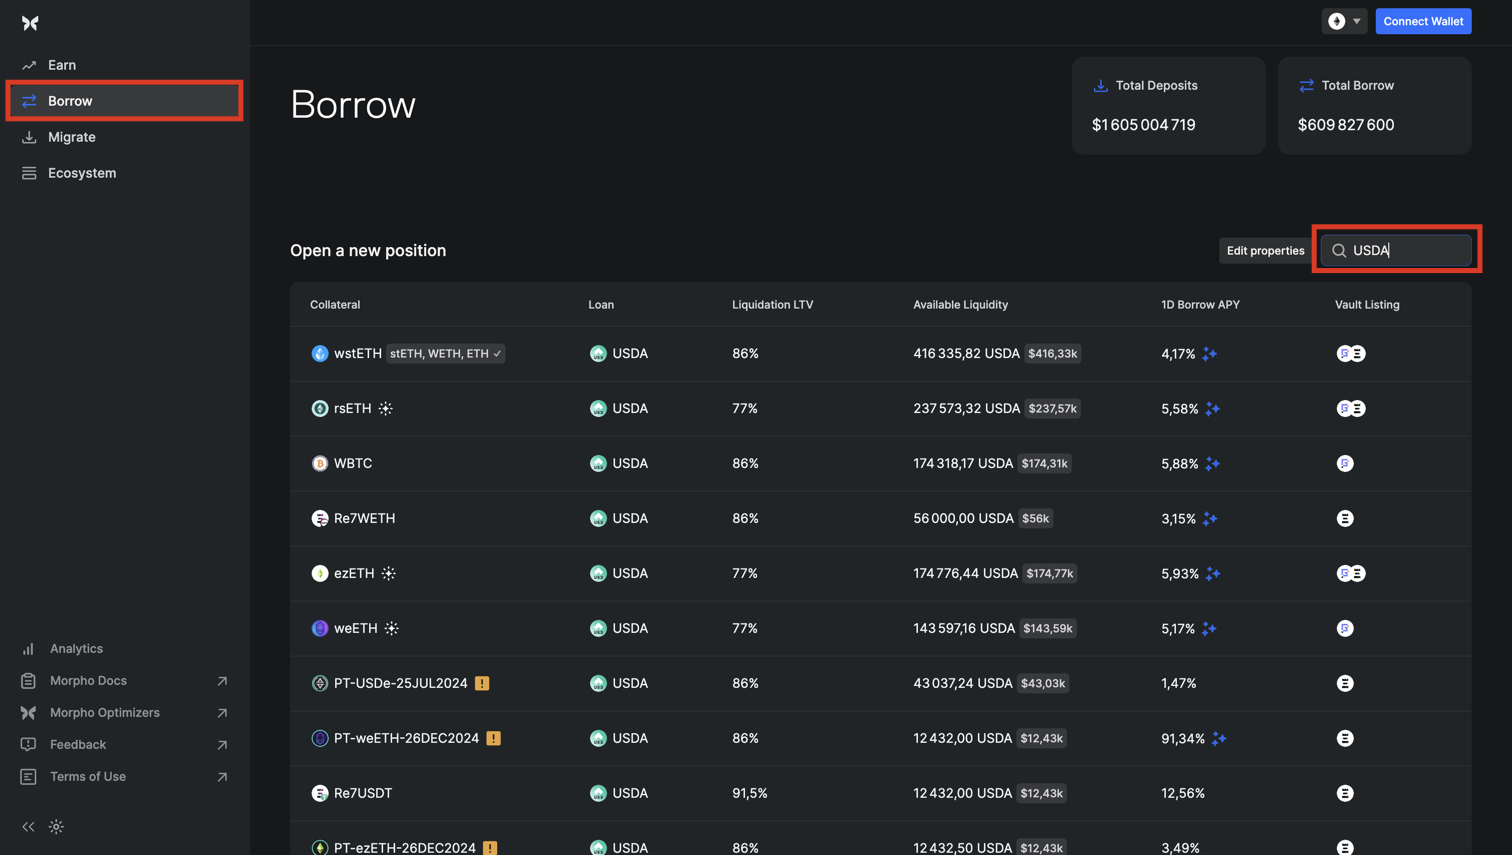 Connect Wallet
Earn
Borrow
Migrate
Ecosystem
Borrow
Total Deposits
$1 605 004 719
Total Borrow
$609 827 600
Open a new position
Edit properties
USDA
Collateral Loan Liquidation LTV Available Liquidity 1D Borrow APY Vault Listing
wstETH stETH, WETH, ETH ✓ USDA 86% 416 335,82 USDA $416,33k 4,17%
rsETH USDA 77% 237 573,32 USDA $237,57k 5,58%
WBTC USDA 86% 174 318,17 USDA $174,31k 5,88%
Re7WETH USDA 86% 56 000,00 USDA $56k 3,15%
ezETH USDA 77% 174 776,44 USDA $174,77k 5,93%
weETH USDA 77% 143 597,16 USDA $143,59k 5,17%
PT-USDe-25JUL2024 ! USDA 86% 43 037,24 USDA $43,03k 1,47%
PT-weETH-26DEC2024 ! USDA 86% 12 432,00 USDA $12,43k 91,34%
Re7USDT USDA 91,5% 12 432,00 USDA $12,43k 12,56%
PT-ezETH-26DEC2024 ! USDA 86% 12 432,50 USDA $12,43k 3,49%
Analytics
Morpho Docs
Morpho Optimizers
Feedback
Terms of Use